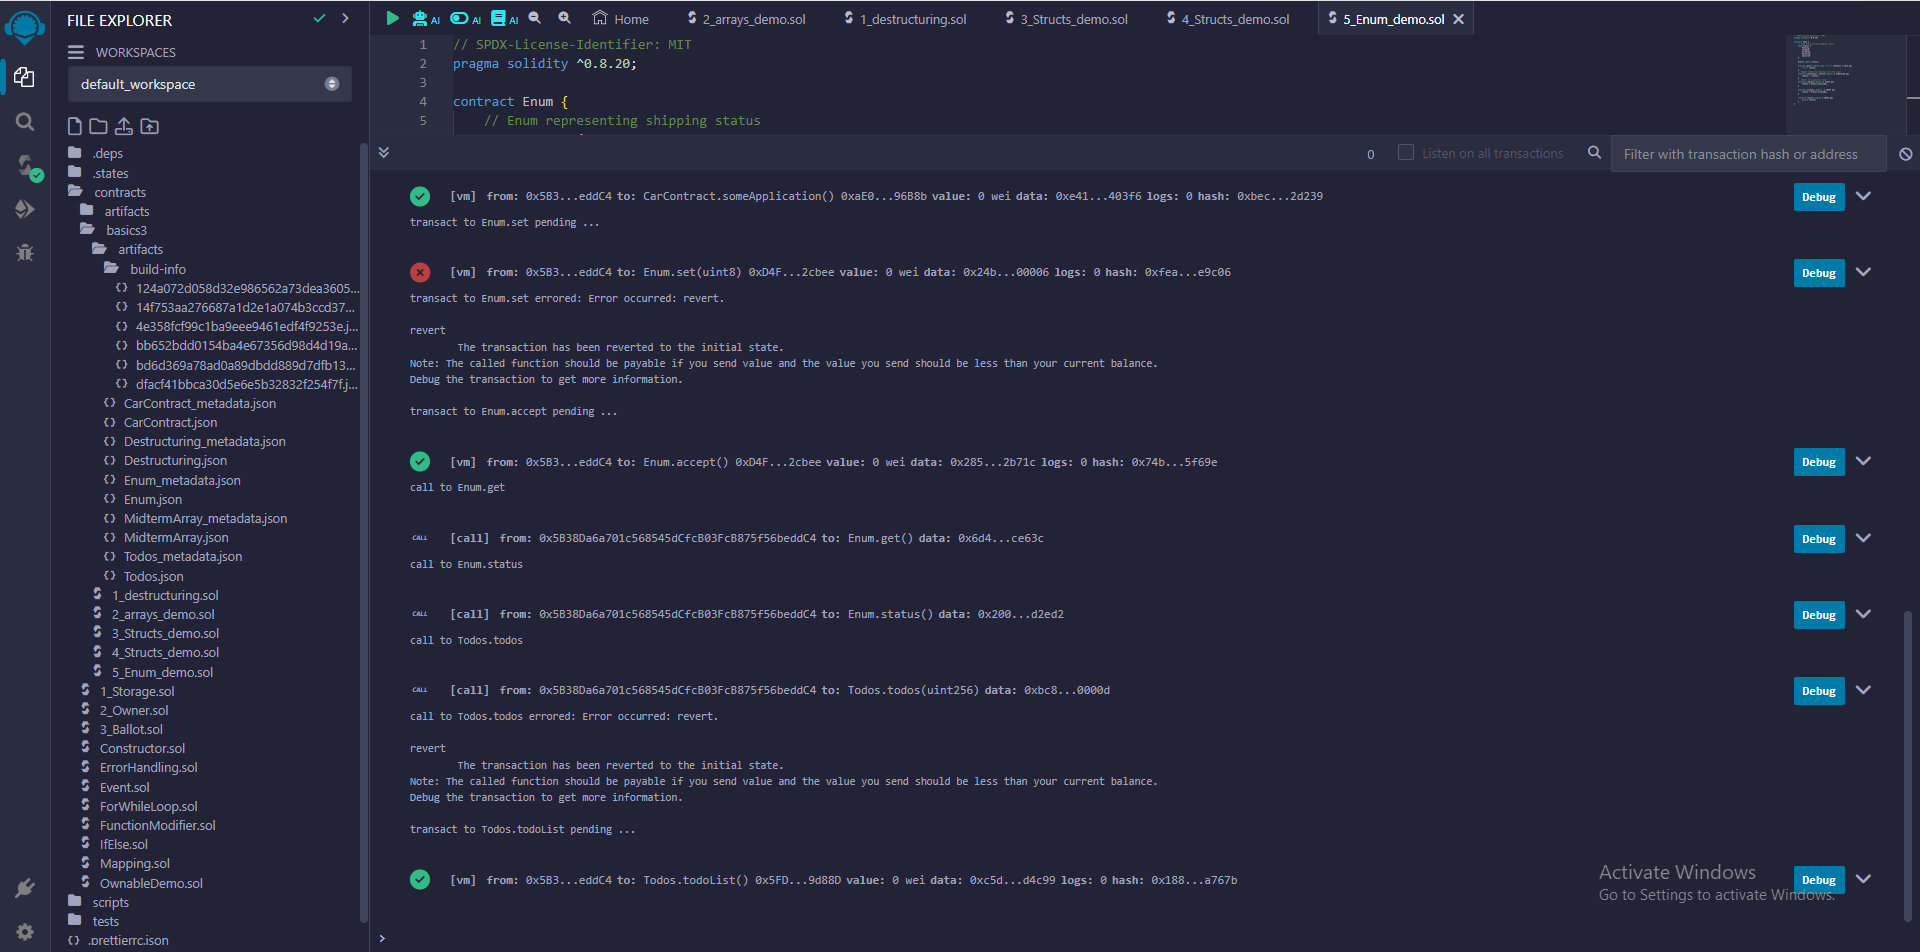 FILE EXPLORER
WORKSPACES
default_workspace
.deps
.states
contracts
artifacts
basics3
artifacts
build-info
124a072d058d32e986562a73dea3605...
14f753aa276687a1d2e1a074b3ccd37...
4e358fcf99c1ba9eee9461edf4f9253e.j...
bb652bdd0154ba4e67356d98d4d19a...
bd6d369a78ad0a89dbdd889d7dfb13...
dfacf41bbca30d5e6e5b32832f254f7f.j...
CarContract_metadata.json
CarContract.json
Destructuring_metadata.json
Destructuring.json
Enum_metadata.json
Enum.json
MidtermArray_metadata.json
MidtermArray.json
Todos_metadata.json
Todos.json
1_destructuring.sol
2_arrays_demo.sol
3_Structs_demo.sol
4_Structs_demo.sol
5_Enum_demo.sol
1_Storage.sol
2_Owner.sol
3_Ballot.sol
Constructor.sol
ErrorHandling.sol
Event.sol
ForWhileLoop.sol
FunctionModifier.sol
IfElse.sol
Mapping.sol
OwnableDemo.sol
scripts
tests
.prettierrc.json
AI AI AI Home 2_arrays_demo.sol 1_destructuring.sol 3_Structs_demo.sol 4_Structs_demo.sol 5_Enum_demo.sol
1 // SPDX-License-Identifier: MIT
2 pragma solidity ^0.8.20;
3
4 contract Enum {
5 // Enum representing shipping status
0 Listen on all transactions Filter with transaction hash or address
[vm] from: 0x5B3...eddC4 to: CarContract.someApplication() 0xaE0...96B8b value: 0 wei data: 0xe41...403f6 logs: 0 hash: 0xbec...2d239 Debug
transact to Enum.set pending ...
[vm] from: 0x5B3...eddC4 to: Enum.set(uint8) 0xD4F...2cbee value: 0 wei data: 0x24b...00006 logs: 0 hash: 0xfea...e9c06 Debug
transact to Enum.set errored: Error occurred: revert.
revert
The transaction has been reverted to the initial state.
Note: The called function should be payable if you send value and the value you send should be less than your current balance.
Debug the transaction to get more information.
transact to Enum.accept pending ...
[vm] from: 0x5B3...eddC4 to: Enum.accept() 0xD4F...2cbee value: 0 wei data: 0x285...2b71c logs: 0 hash: 0x74b...5f69e Debug
call to Enum.get
CALL [call] from: 0x5B38Da6a701c568545dCfcB03FcB875f56beddC4 to: Enum.get() data: 0x6d4...ce63c Debug
call to Enum.status
CALL [call] from: 0x5B38Da6a701c568545dCfcB03FcB875f56beddC4 to: Enum.status() data: 0x200...d2ed2 Debug
call to Todos.todos
CALL [call] from: 0x5B38Da6a701c568545dCfcB03FcB875f56beddC4 to: Todos.todos(uint256) data: 0xbc8...0000d Debug
call to Todos.todos errored: Error occurred: revert.
revert
The transaction has been reverted to the initial state.
Note: The called function should be payable if you send value and the value you send should be less than your current balance.
Debug the transaction to get more information.
transact to Todos.todoList pending ...
[vm] from: 0x5B3...eddC4 to: Todos.todoList() 0x5FD...9d88D value: 0 wei data: 0xc5d...d4c99 logs: 0 hash: 0x188...a767b Debug
Activate Windows
Go to Settings to activate Windows.